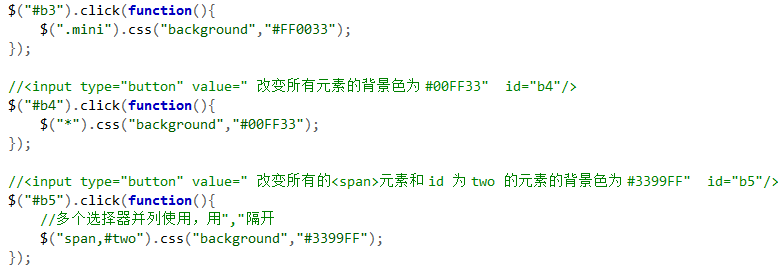 $("#b3").click(function(){
    $(".mini").css("background","#FF0033");
});
//<input type="button" value=" 改变所有元素的背景色为 #00FF33"  id="b4"/>
$("#b4").click(function(){
    $("*").css("background","#00FF33");
});
//<input type="button" value=" 改变所有的<span>元素和 id 为 two 的元素的背景色为 #3399FF"  id="b5"/>
$("#b5").click(function(){
    //多个选择器并列使用，用","隔开
    $("span,#two").css("background","#3399FF");
});